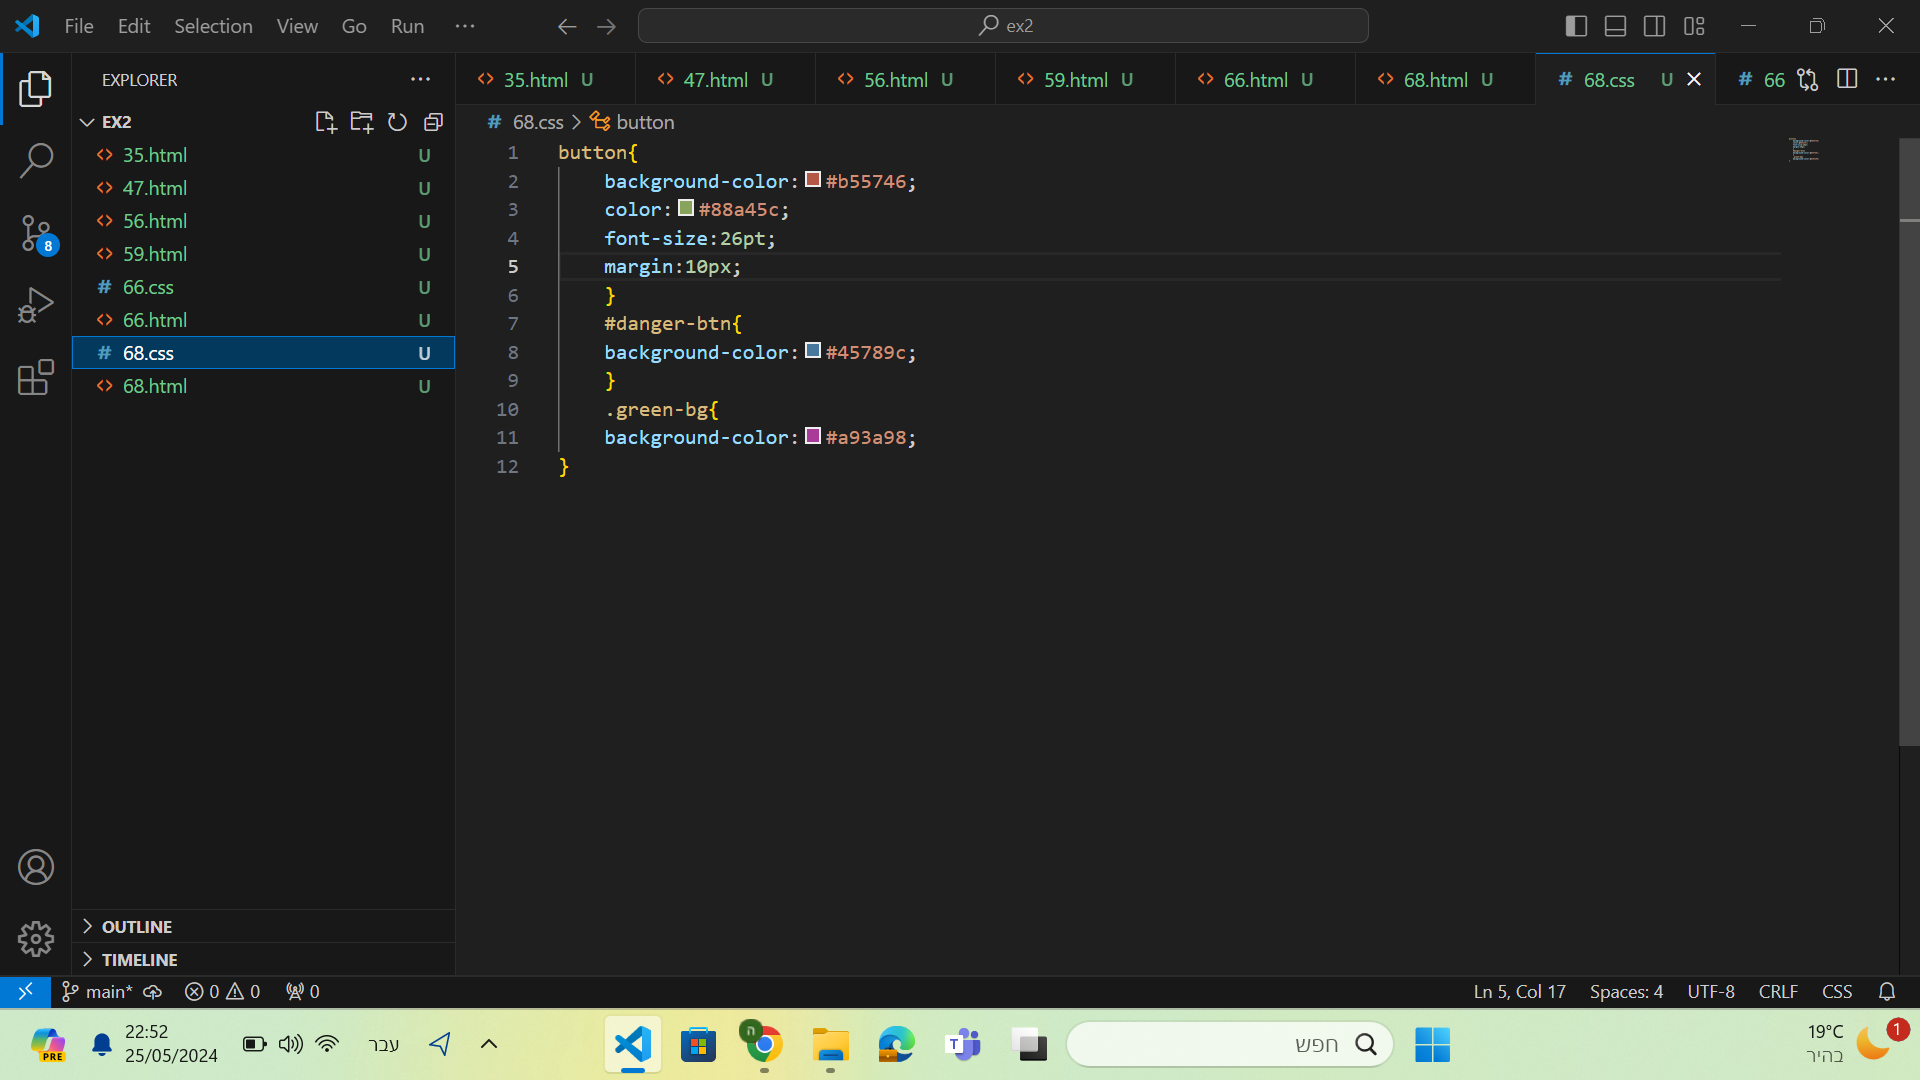 File Edit Selection View Go Run ···
ex2
EXPLORER ···
35.html U
47.html U
56.html U
59.html U
66.html U
68.html U
# 68.css U
# 66
EX2
35.html U
47.html U
56.html U
59.html U
# 66.css U
66.html U
# 68.css U
68.html U
# 68.css > button
1 button{
2 background-color: #b55746;
3 color: #88a45c;
4 font-size:26pt;
5 margin:10px;
6 }
7 #danger-btn{
8 background-color: #45789c;
9 }
10 .green-bg{
11 background-color: #a93a98;
12 }
8
OUTLINE
TIMELINE
main* 0 0 0
Ln 5, Col 17 Spaces: 4 UTF-8 CRLF CSS
PRE
22:52
25/05/2024
עבר
ה
T
חפש
19°C
בהיר
1